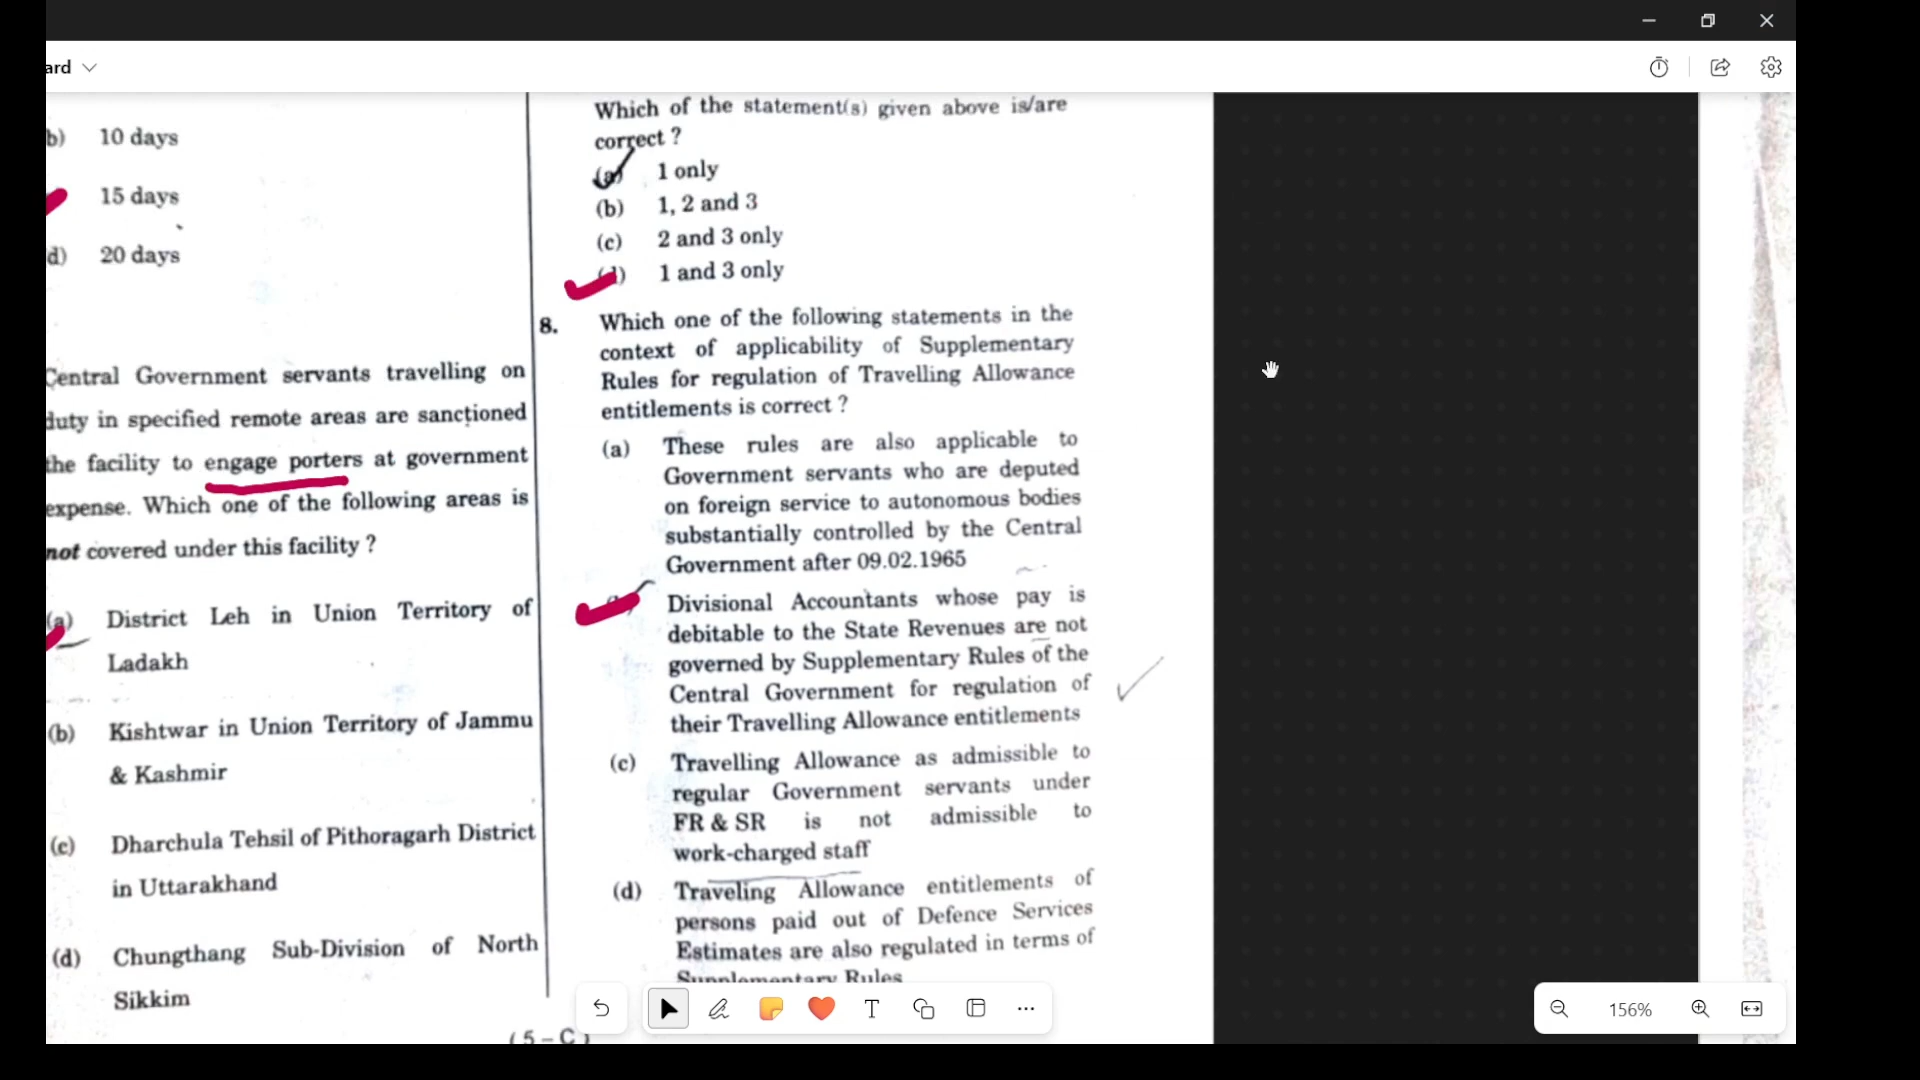 ard
b) 10 days
15 days
d) 20 days
Central Government servants travelling on
duty in specified remote areas are sanctioned
the facility to engage porters at government
expense. Which one of the following areas is
not covered under this facility ?
(a) District Leh in Union Territory of
Ladakh
(b) Kishtwar in Union Territory of Jammu
& Kashmir
(c) Dharchula Tehsil of Pithoragarh District
in Uttarakhand
(d) Chungthang Sub-Division of North
Sikkim
Which of the statement(s) given above is/are
correct ?
(a) 1 only
(b) 1, 2 and 3
(c) 2 and 3 only
(d) 1 and 3 only
8. Which one of the following statements in the
context of applicability of Supplementary
Rules for regulation of Travelling Allowance
entitlements is correct ?
(a) These rules are also applicable to
Government servants who are deputed
on foreign service to autonomous bodies
substantially controlled by the Central
Government after 09.02.1965
Divisional Accountants whose pay is
debitable to the State Revenues are not
governed by Supplementary Rules of the
Central Government for regulation of
their Travelling Allowance entitlements
(c) Travelling Allowance as admissible to
regular Government servants under
FR & SR is not admissible to
work-charged staff
(d) Traveling Allowance entitlements of
persons paid out of Defence Services
Estimates are also regulated in terms of
Supplementary Rules
( 5 – C )
T
156%